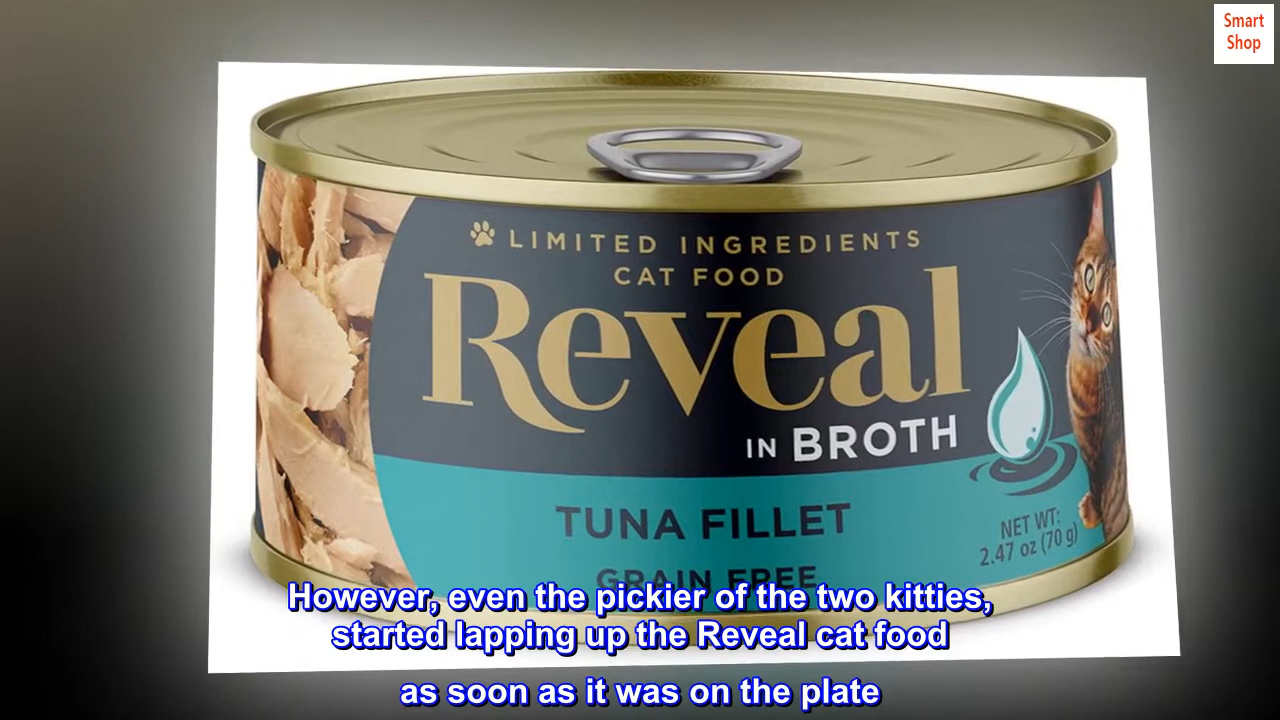 Smart
Shop
LIMITED INGREDIENTS
CAT FOOD
Reveal
IN BROTH
TUNA FILLET
NET WT:
2.47 oz (70 g)
GRAIN FREE
However, even the pickier of the two kitties,
started lapping up the Reveal cat food
as soon as it was on the plate